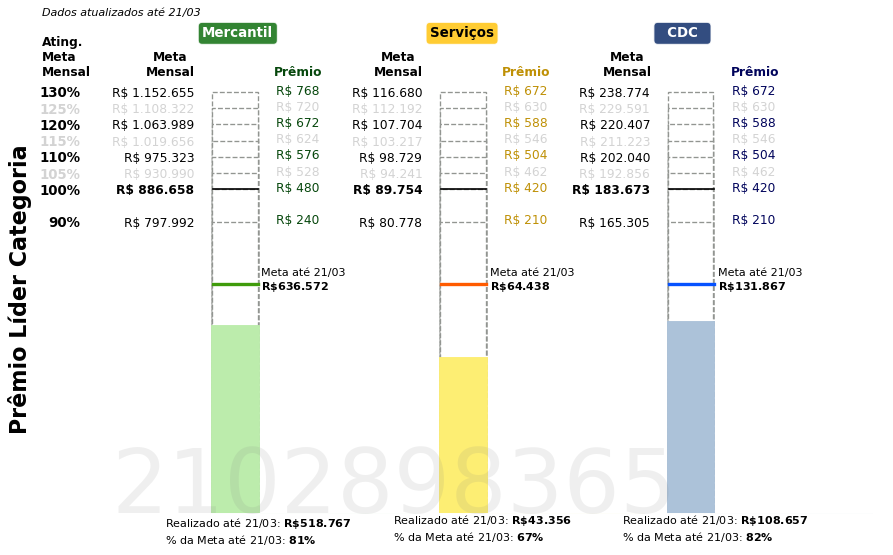 Dados atualizados até 21/03
Mercantil Serviços CDC
Ating. Meta Mensal
Meta Mensal Prêmio Meta Mensal Prêmio Meta Mensal Prêmio
130% R$ 1.152.655 R$ 768 R$ 116.680 R$ 672 R$ 238.774 R$ 672
125% R$ 1.108.322 R$ 720 R$ 112.192 R$ 630 R$ 229.591 R$ 630
120% R$ 1.063.989 R$ 672 R$ 107.704 R$ 588 R$ 220.407 R$ 588
115% R$ 1.019.656 R$ 624 R$ 103.217 R$ 546 R$ 211.223 R$ 546
110% R$ 975.323 R$ 576 R$ 98.729 R$ 504 R$ 202.040 R$ 504
105% R$ 930.990 R$ 528 R$ 94.241 R$ 462 R$ 192.856 R$ 462
100% R$ 886.658 R$ 480 R$ 89.754 R$ 420 R$ 183.673 R$ 420
90% R$ 797.992 R$ 240 R$ 80.778 R$ 210 R$ 165.305 R$ 210
Prêmio Líder Categoria
Meta até 21/03 Meta até 21/03 Meta até 21/03
R$636.572 R$64.438 R$131.867
2102898365
Realizado até 21/03: R$518.767 Realizado até 21/03: R$43.356 Realizado até 21/03: R$108.657
% da Meta até 21/03: 81% % da Meta até 21/03: 67% % da Meta até 21/03: 82%